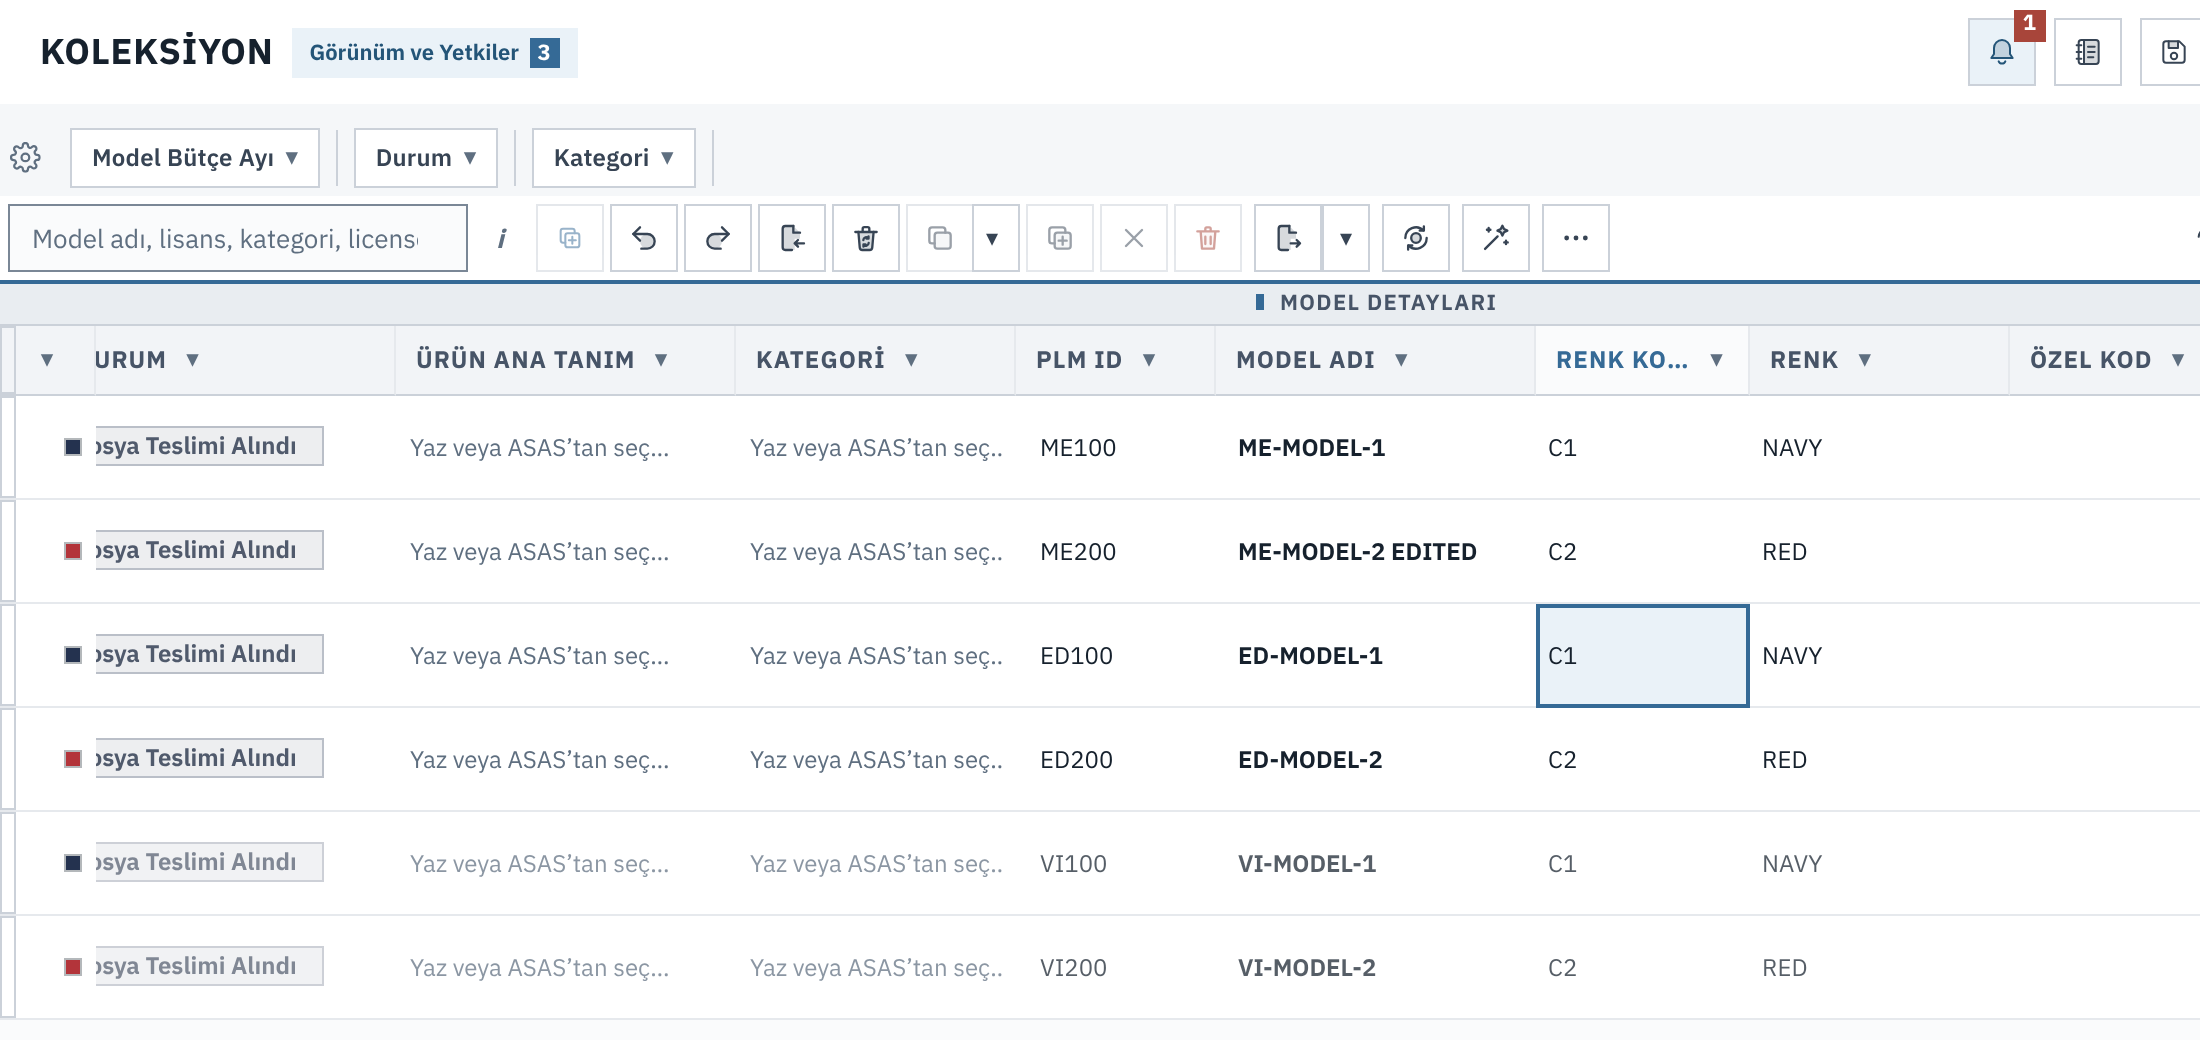 KOLEKSİYON Görünüm ve Yetkiler 3 1
Model Bütçe Ayı ▼ Durum ▼ Kategori ▼
Model adı, lisans, kategori, licens i ▼ ▼ ...
MODEL DETAYLARI
▼ URUM ▼ ÜRÜN ANA TANIM ▼ KATEGORİ ▼ PLM ID ▼ MODEL ADI ▼ RENK KO... ▼ RENK ▼ ÖZEL KOD ▼
osya Teslimi Alındı Yaz veya ASAS’tan seç... Yaz veya ASAS’tan seç.. ME100 ME-MODEL-1 C1 NAVY
osya Teslimi Alındı Yaz veya ASAS’tan seç... Yaz veya ASAS’tan seç.. ME200 ME-MODEL-2 EDITED C2 RED
osya Teslimi Alındı Yaz veya ASAS’tan seç... Yaz veya ASAS’tan seç.. ED100 ED-MODEL-1 C1 NAVY
osya Teslimi Alındı Yaz veya ASAS’tan seç... Yaz veya ASAS’tan seç.. ED200 ED-MODEL-2 C2 RED
osya Teslimi Alındı Yaz veya ASAS’tan seç... Yaz veya ASAS’tan seç.. VI100 VI-MODEL-1 C1 NAVY
osya Teslimi Alındı Yaz veya ASAS’tan seç... Yaz veya ASAS’tan seç.. VI200 VI-MODEL-2 C2 RED